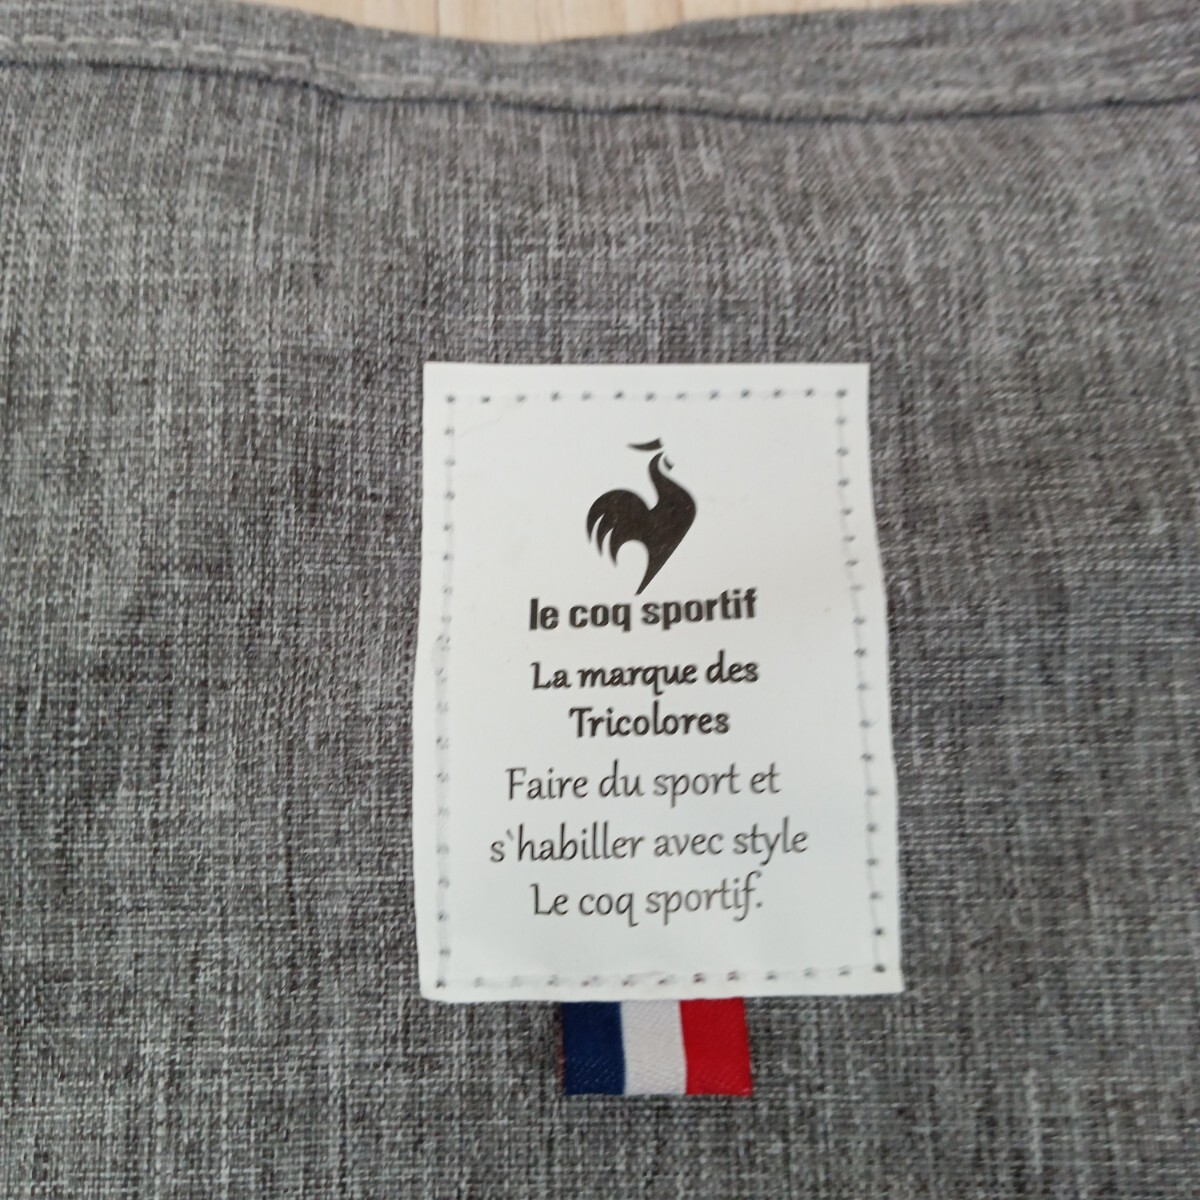 le coq sportif
La marque des
Tricolores
Faire du sport et
s`habiller avec style
Le coq sportif.